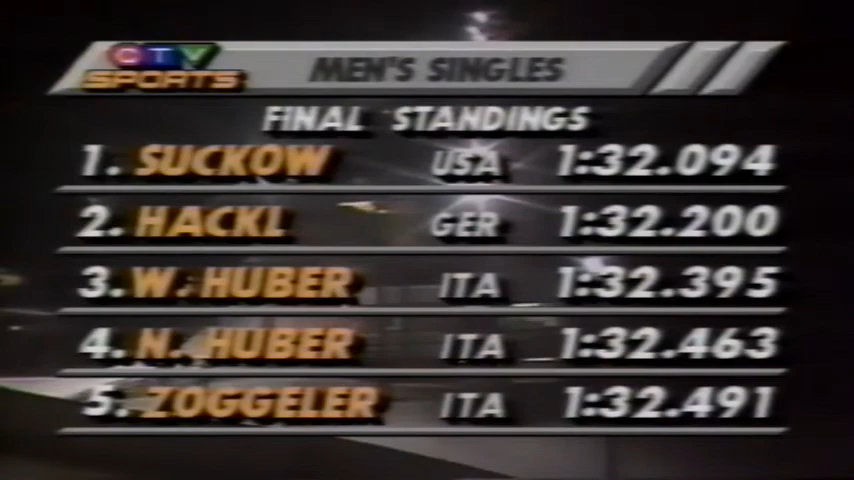 CTV SPORTS MEN'S SINGLES
FINAL STANDINGS
1. SUCKOW USA 1:32.094
2. HACKL GER 1:32.200
3. W. HUBER ITA 1:32.395
4. N. HUBER ITA 1:32.463
5. ZOGGELER ITA 1:32.491